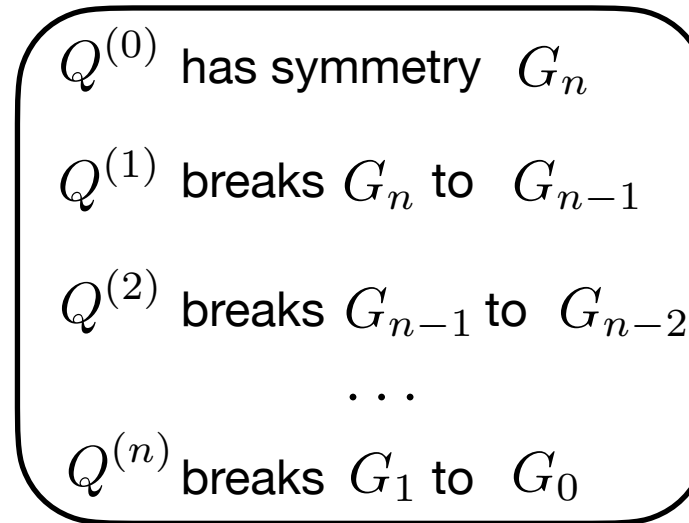 Q^{(0)} has symmetry G_n
Q^{(1)} breaks G_n to G_{n-1}
Q^{(2)} breaks G_{n-1} to G_{n-2}
...
Q^{(n)} breaks G_1 to G_0